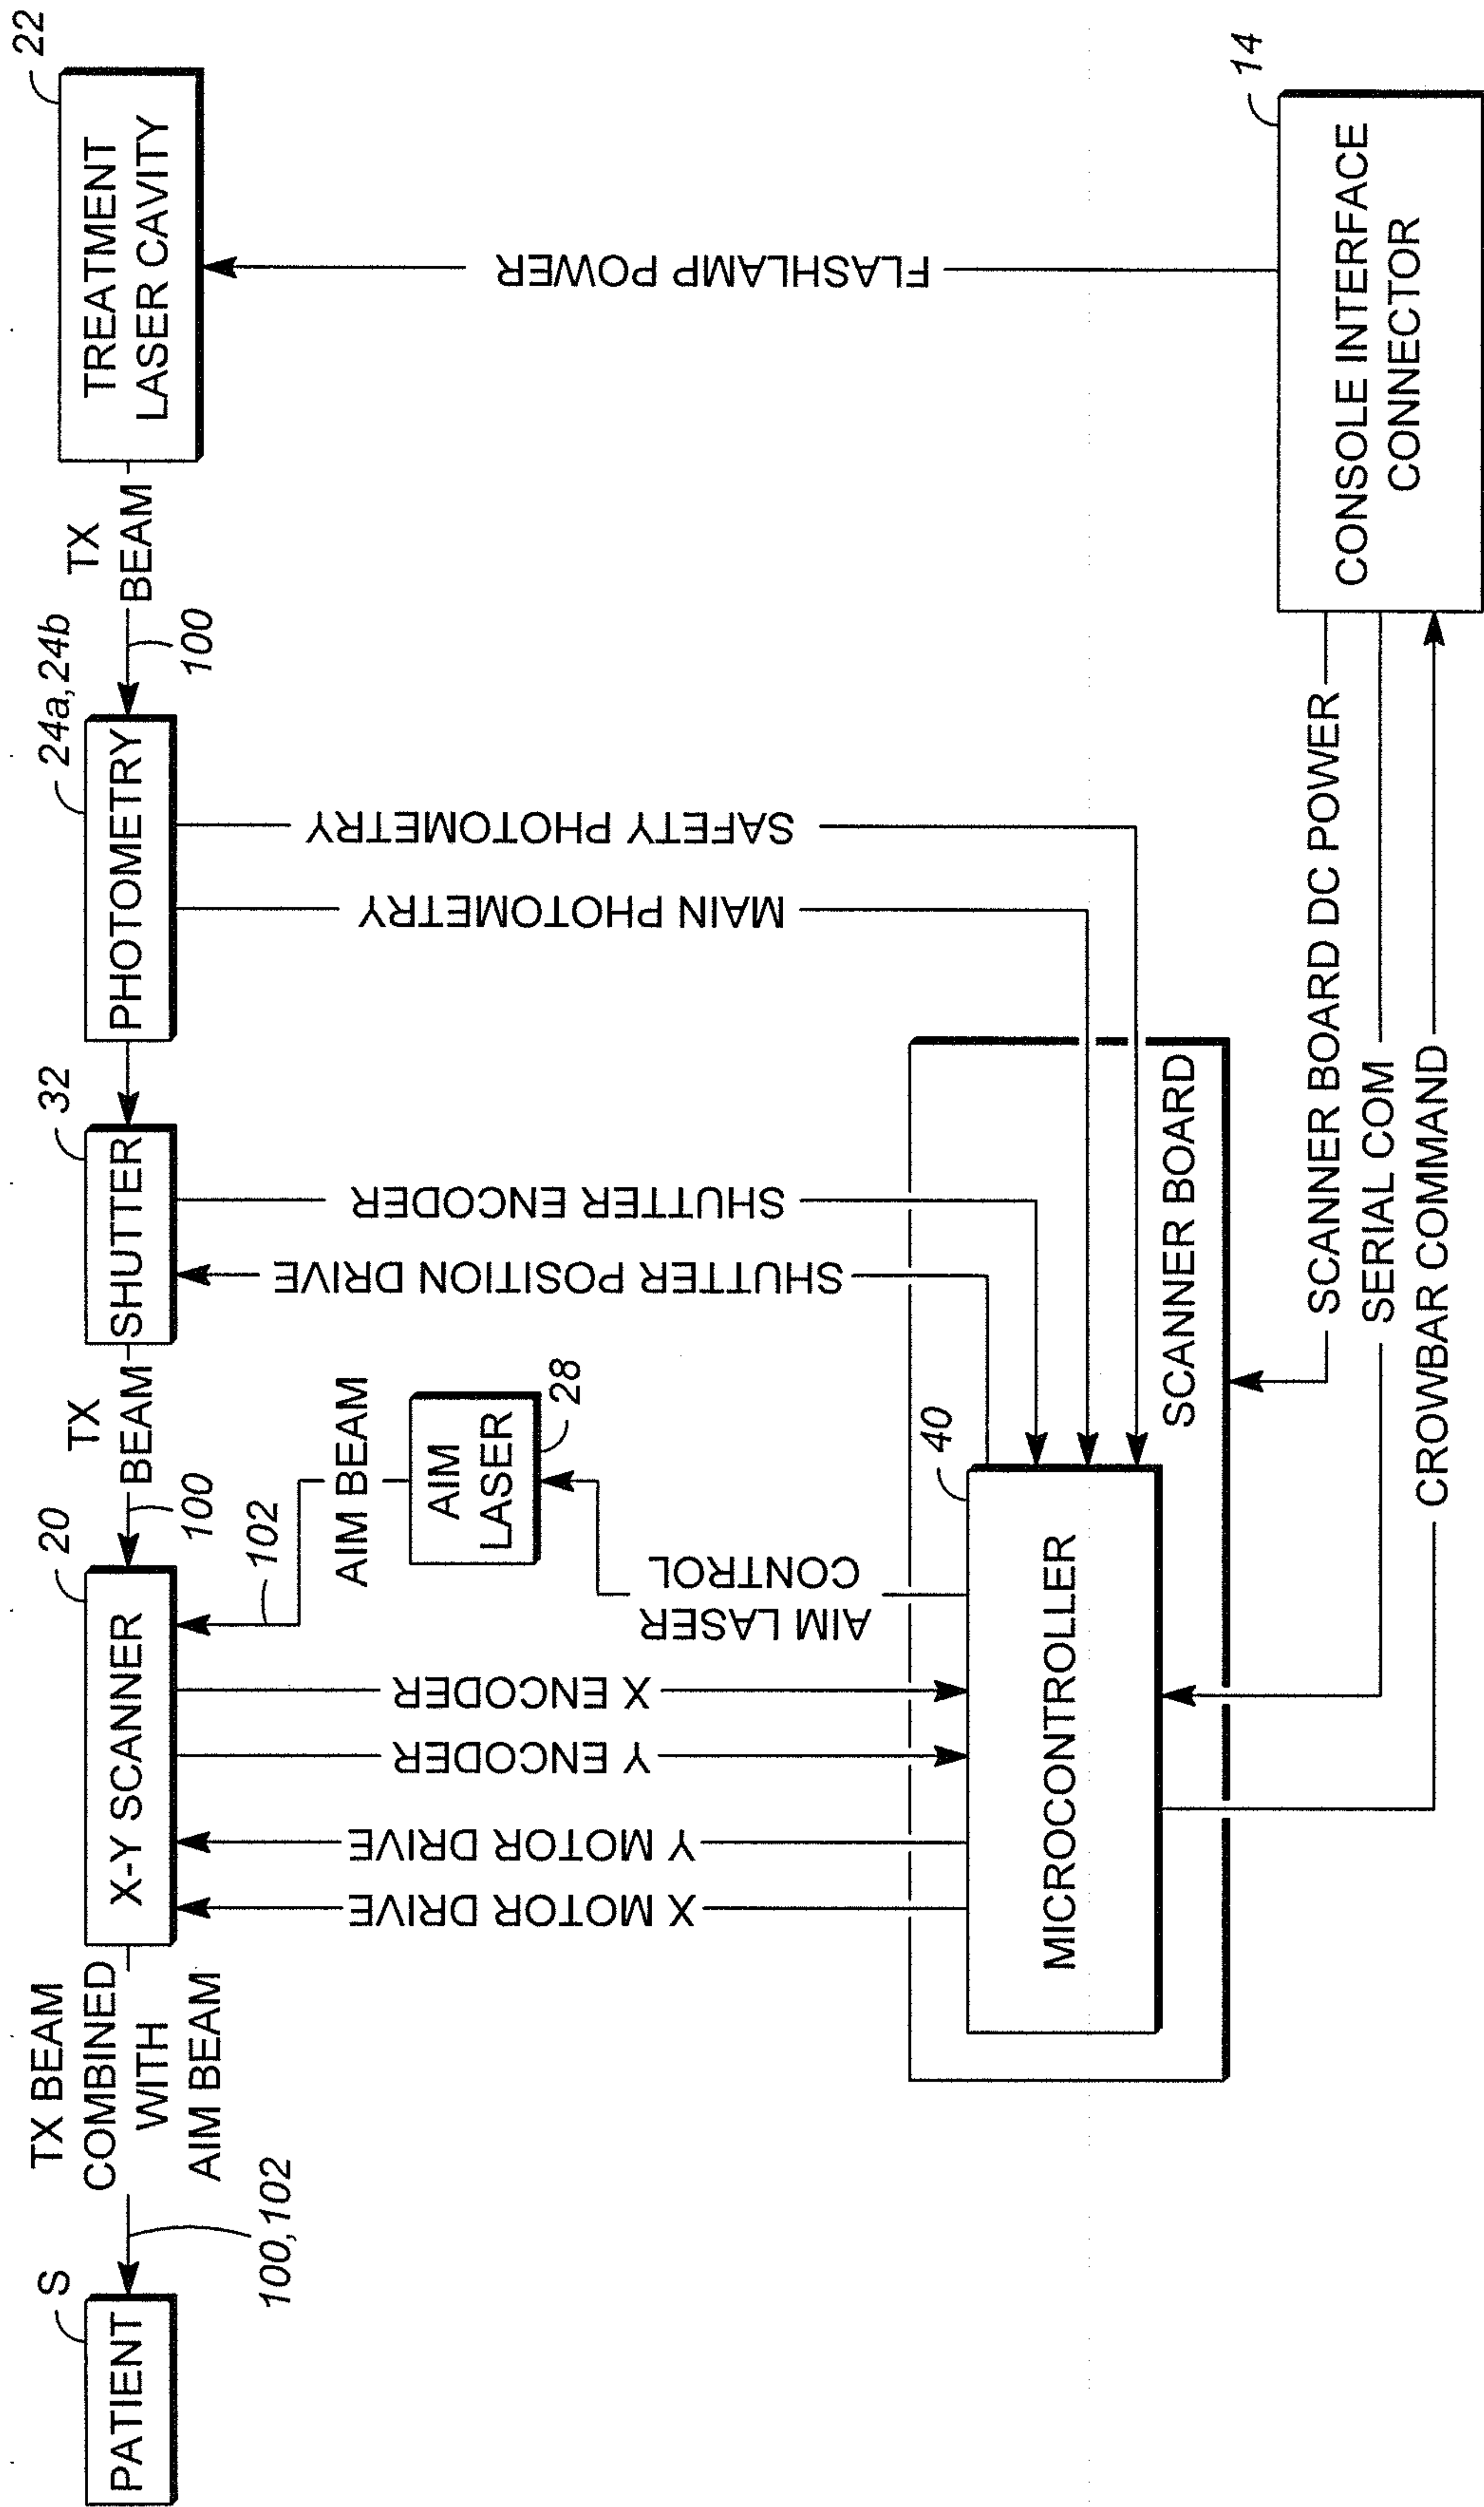 PATIENT
S
TX BEAM
COMBINED
WITH
AIM BEAM
100,102
X-Y SCANNER
20
TX
BEAM
100
SHUTTER
32
PHOTOMETRY
24a,24b
TX
BEAM
100
TREATMENT
LASER CAVITY
22
102
AIM BEAM
AIM
LASER
28
X MOTOR DRIVE
Y MOTOR DRIVE
Y ENCODER
X ENCODER
AIM LASER
CONTROL
SHUTTER POSITION DRIVE
SHUTTER ENCODER
MAIN PHOTOMETRY
SAFETY PHOTOMETRY
FLASHLAMP POWER
MICROCONTROLLER
40
SCANNER BOARD
SCANNER BOARD DC POWER
SERIAL COM
CROWBAR COMMAND
CONSOLE INTERFACE
CONNECTOR
14